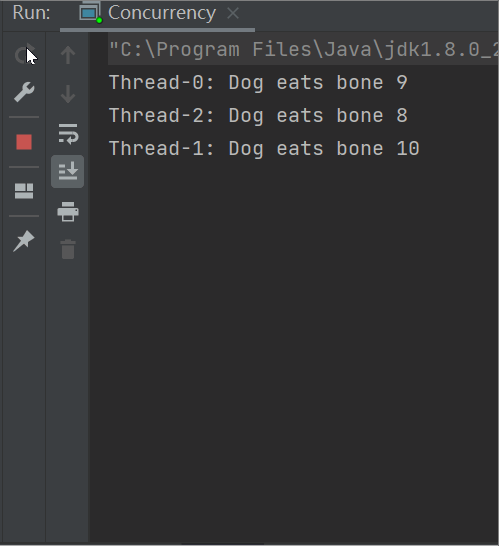 Run: Concurrency
"C:\Program Files\Java\jdk1.8.0_2
Thread-0: Dog eats bone 9
Thread-2: Dog eats bone 8
Thread-1: Dog eats bone 10